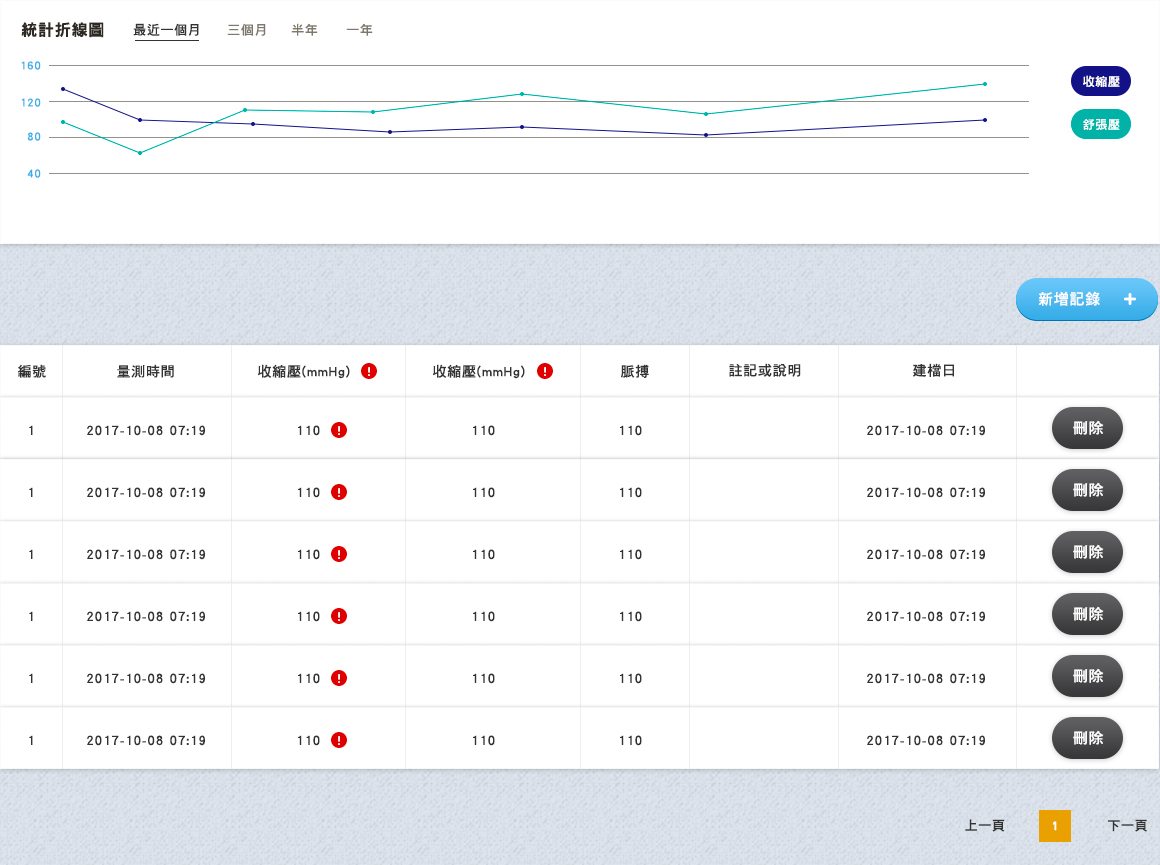 統計折線圖 最近一個月 三個月 半年 一年
160
120
80
40
收縮壓
舒張壓
新增記錄 +
編號 量測時間 收縮壓(mmHg) ! 收縮壓(mmHg) ! 脈搏 註記或說明 建檔日
1 2017-10-08 07:19 110 ! 110 110 2017-10-08 07:19 刪除
1 2017-10-08 07:19 110 ! 110 110 2017-10-08 07:19 刪除
1 2017-10-08 07:19 110 ! 110 110 2017-10-08 07:19 刪除
1 2017-10-08 07:19 110 ! 110 110 2017-10-08 07:19 刪除
1 2017-10-08 07:19 110 ! 110 110 2017-10-08 07:19 刪除
1 2017-10-08 07:19 110 ! 110 110 2017-10-08 07:19 刪除
上一頁 1 下一頁